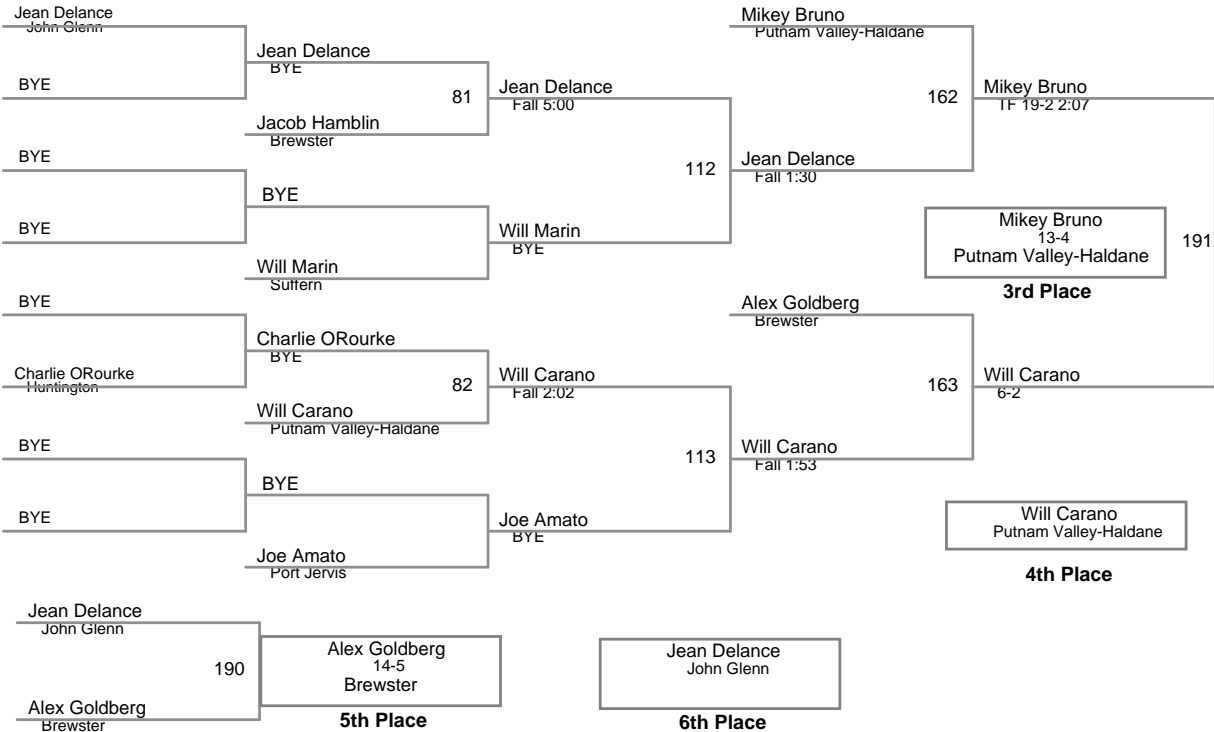 Jean Delance
John Glenn
BYE
BYE
BYE
BYE
Charlie ORourke
Huntington
BYE
BYE
Jean Delance
BYE
81
Jacob Hamblin
Brewster
BYE
Will Marin
Suffern
Charlie ORourke
BYE
82
Will Carano
Putnam Valley-Haldane
BYE
Joe Amato
Port Jervis
Jean Delance
Fall 5:00
112
Will Marin
BYE
Will Carano
Fall 2:02
113
Joe Amato
BYE
Mikey Bruno
Putnam Valley-Haldane
162
Jean Delance
Fall 1:30
Alex Goldberg
Brewster
163
Will Carano
Fall 1:53
Mikey Bruno
TF 19-2 2:07
Mikey Bruno
13-4
Putnam Valley-Haldane
191
3rd Place
Will Carano
6-2
Will Carano
Putnam Valley-Haldane
4th Place
Jean Delance
John Glenn
190
Alex Goldberg
Brewster
Alex Goldberg
14-5
Brewster
5th Place
Jean Delance
John Glenn
6th Place